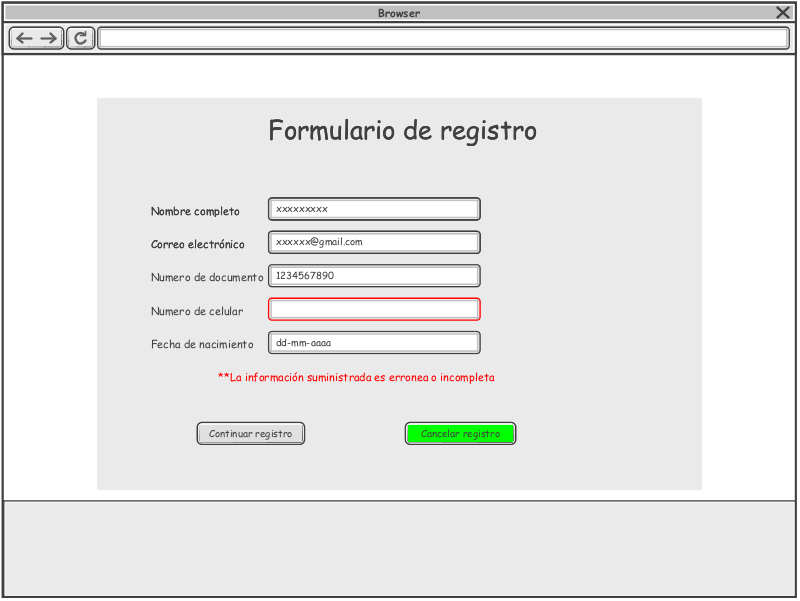 Browser
Formulario de registro
Nombre completo xxxxxxxxx
Correo electrónico xxxxxx@gmail.com
Numero de documento 1234567890
Numero de celular
Fecha de nacimiento dd-mm-aaaa
**La información suministrada es erronea o incompleta
Continuar registro Cancelar registro